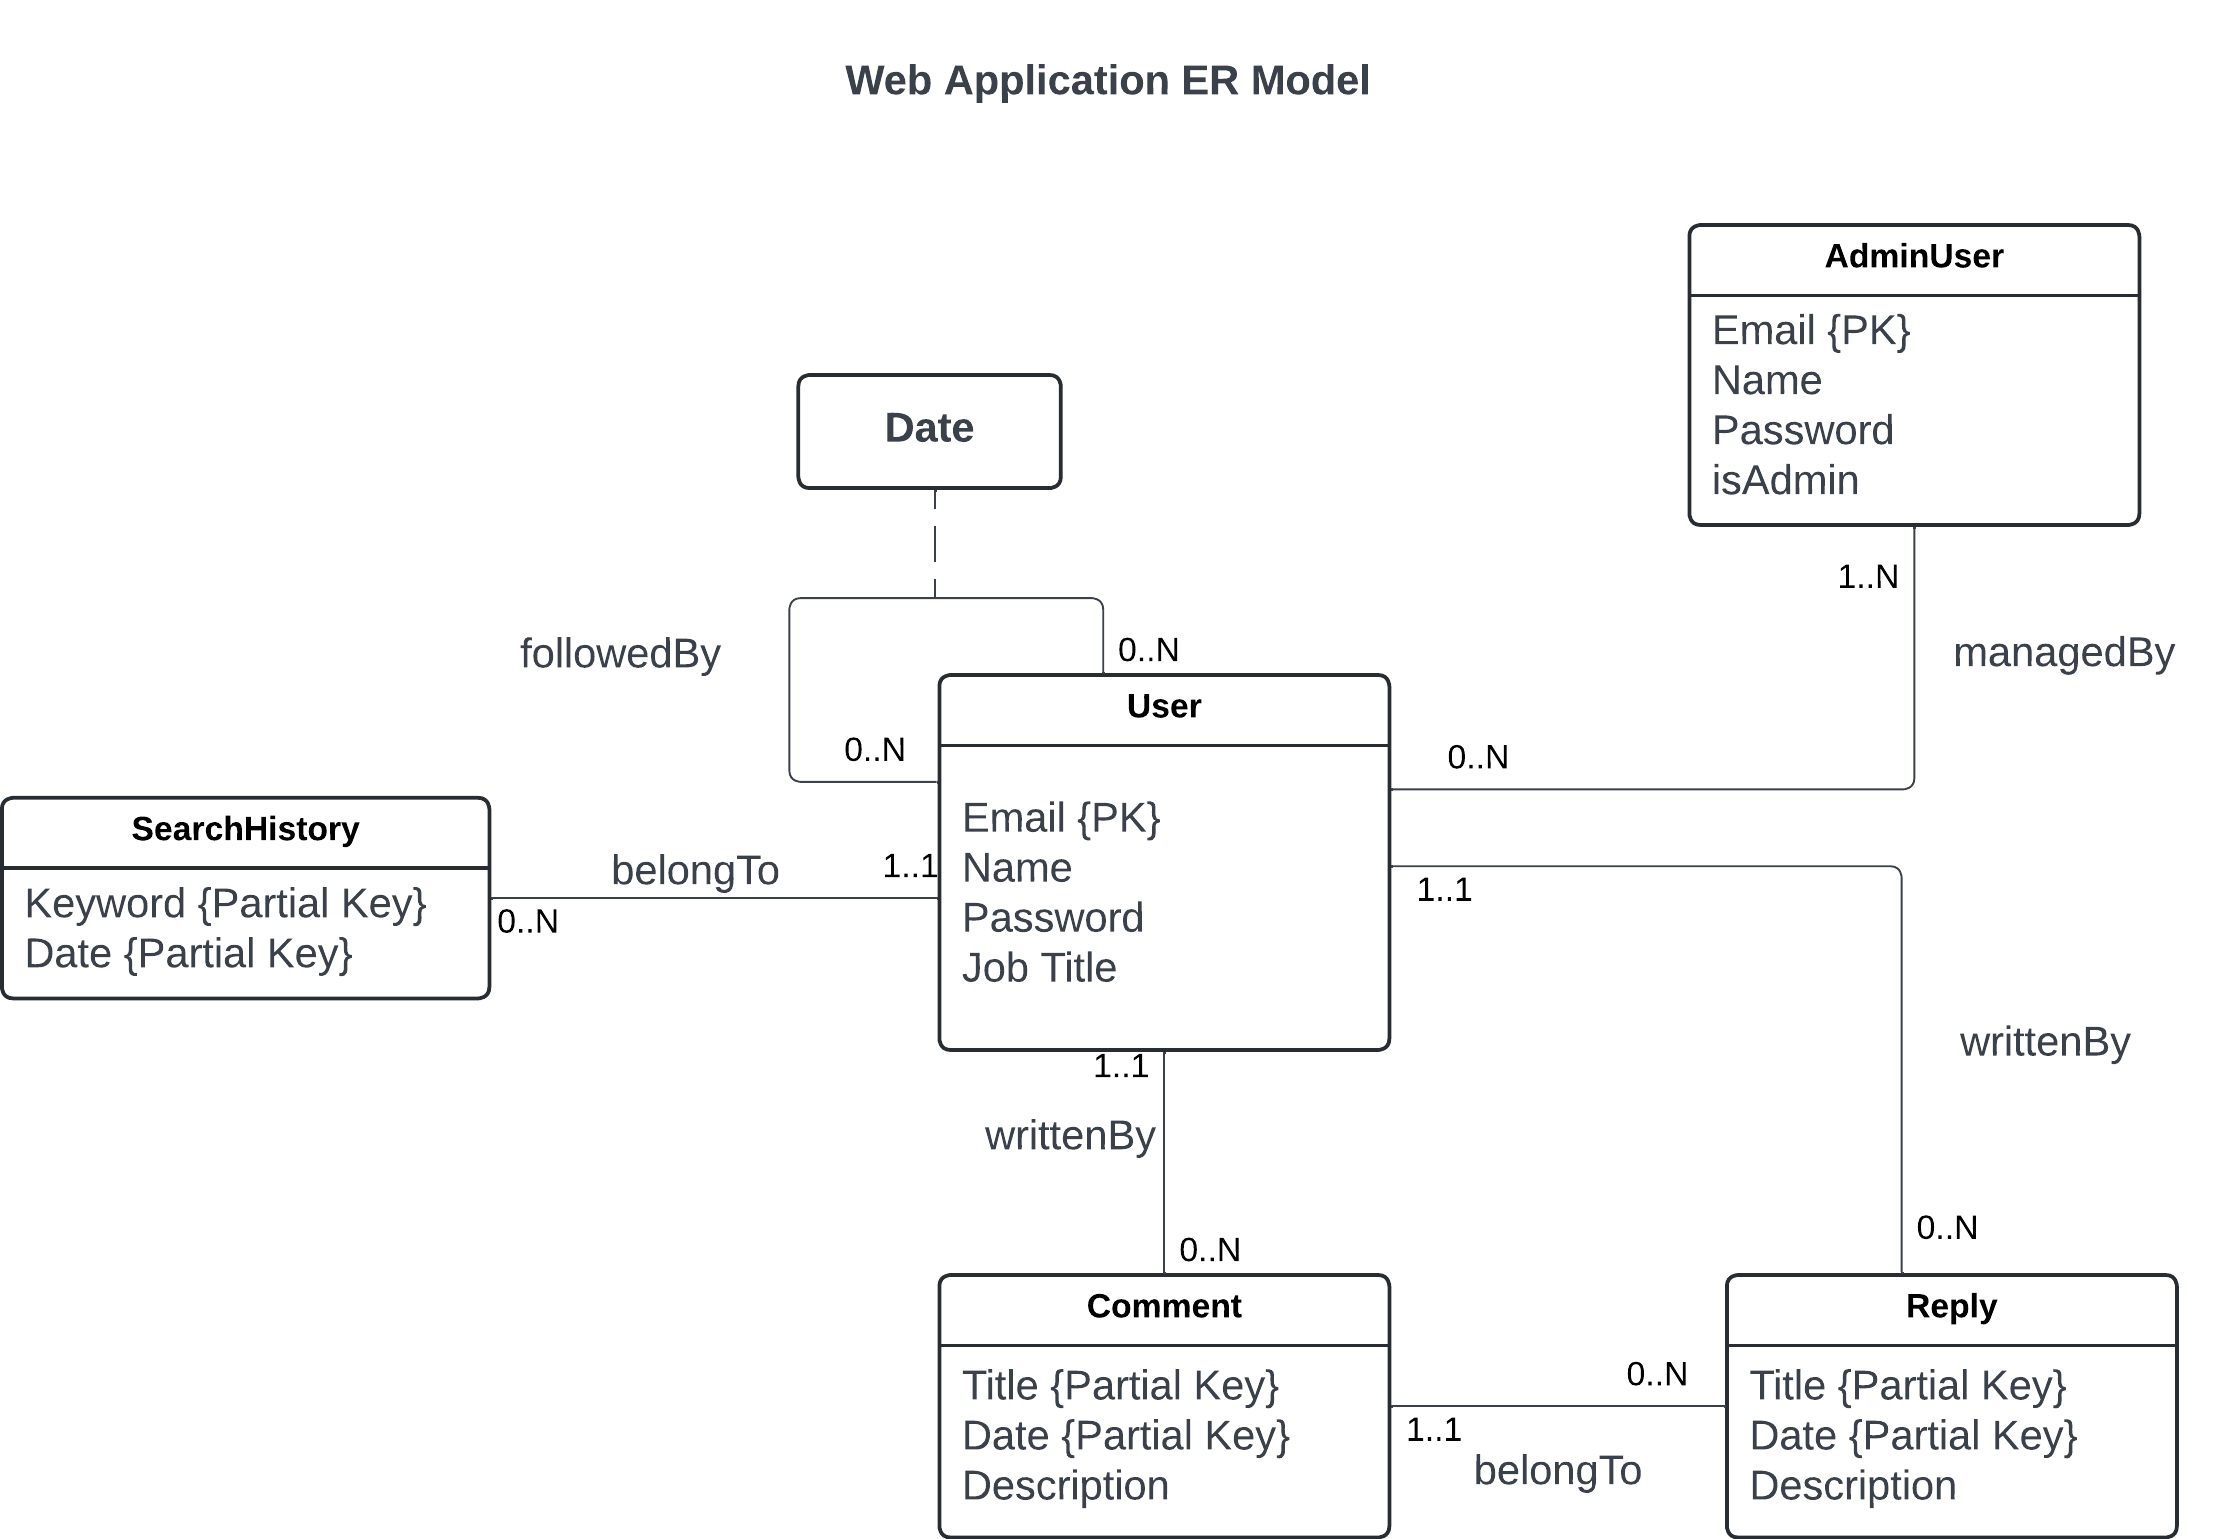 Web Application ER Model
AdminUser
Email {PK}
Name
Password
isAdmin
Date
1..N
managedBy
followedBy
0..N
User
0..N
0..N
Email {PK}
Name
Password
Job Title
SearchHistory
Keyword {Partial Key}
Date {Partial Key}
belongTo
1..1
0..N
1..1
writtenBy
1..1
writtenBy
0..N
0..N
Comment
Title {Partial Key}
Date {Partial Key}
Description
Reply
Title {Partial Key}
Date {Partial Key}
Description
0..N
1..1
belongTo